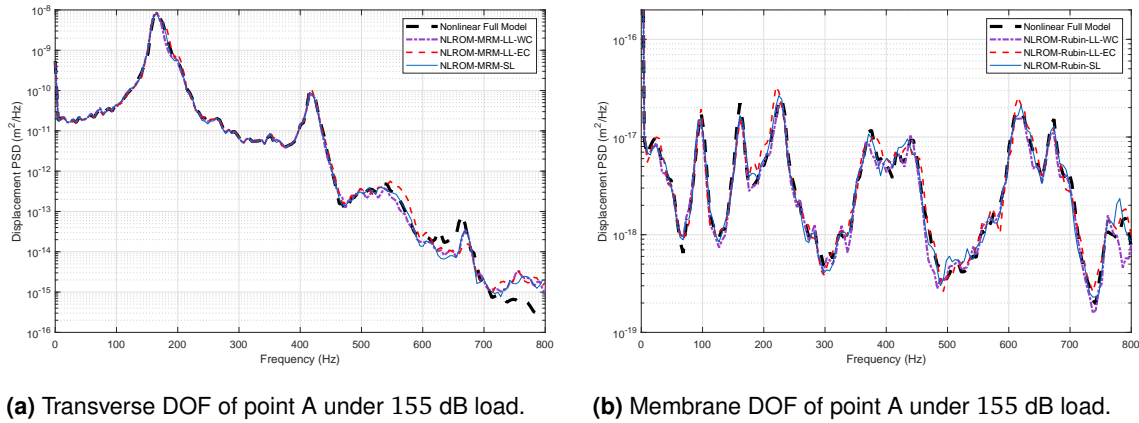 10⁻⁸
10⁻⁹
10⁻¹⁰
10⁻¹¹
10⁻¹²
10⁻¹³
10⁻¹⁴
10⁻¹⁵
10⁻¹⁶
Displacement PSD (m²/Hz)
Nonlinear Full Model
NLROM-MRM-LL-WC
NLROM-MRM-LL-EC
NLROM-MRM-SL
0 100 200 300 400 500 600 700 800
Frequency (Hz)
(a) Transverse DOF of point A under 155 dB load.
10⁻¹⁶
10⁻¹⁷
10⁻¹⁸
10⁻¹⁹
Displacement PSD (m²/Hz)
Nonlinear Full Model
NLROM-Rubin-LL-WC
NLROM-Rubin-LL-EC
NLROM-Rubin-SL
0 100 200 300 400 500 600 700 800
Frequency (Hz)
(b) Membrane DOF of point A under 155 dB load.